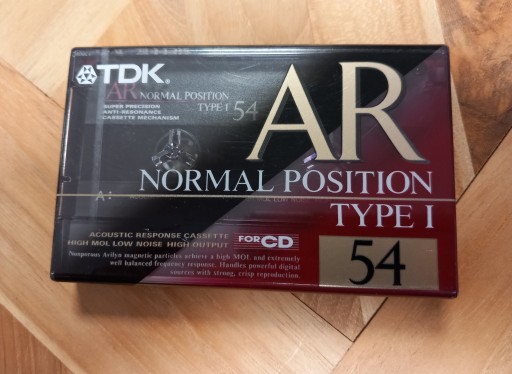 TDK®
AR NORMAL POSITION
TYPE I 54
SUPER PRECISION
ANTI-RESONANCE
CASSETTE MECHANISM
AR
NORMAL POSITION
TYPE I
A:
ACOUSTIC RESPONSE CASSETTE
HIGH MOL LOW NOISE HIGH OUTPUT
FOR CD
Nonporous Avilyn magnetic particles achieve a high MOL and extremely
well balanced frequency response. Handles powerful digital
sources with strong, crisp reproduction.
54